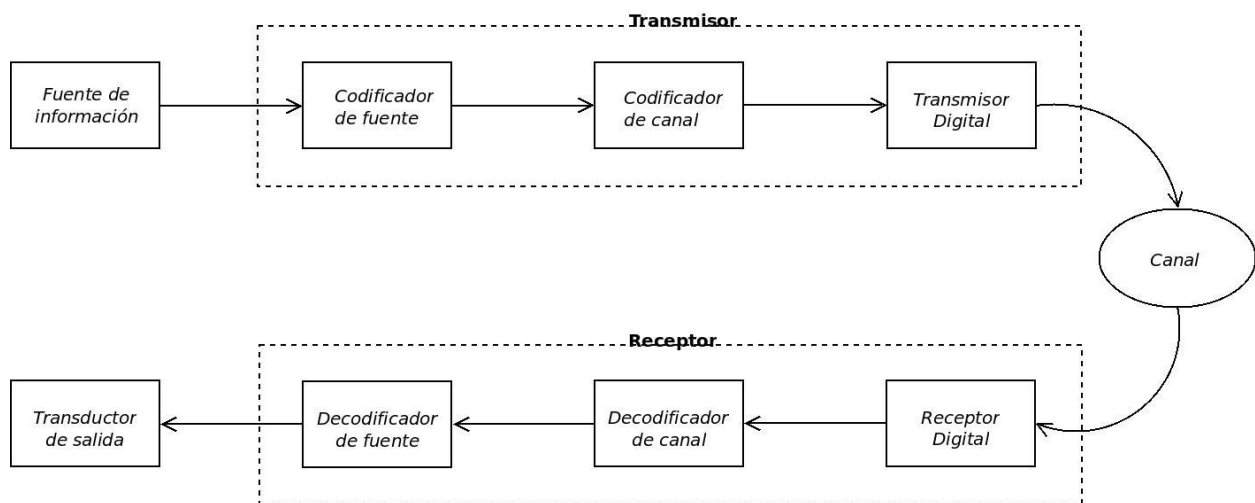 Transmisor
Fuente de
información
Codificador
de fuente
Codificador
de canal
Transmisor
Digital
Canal
Receptor
Transductor
de salida
Decodificador
de fuente
Decodificador
de canal
Receptor
Digital